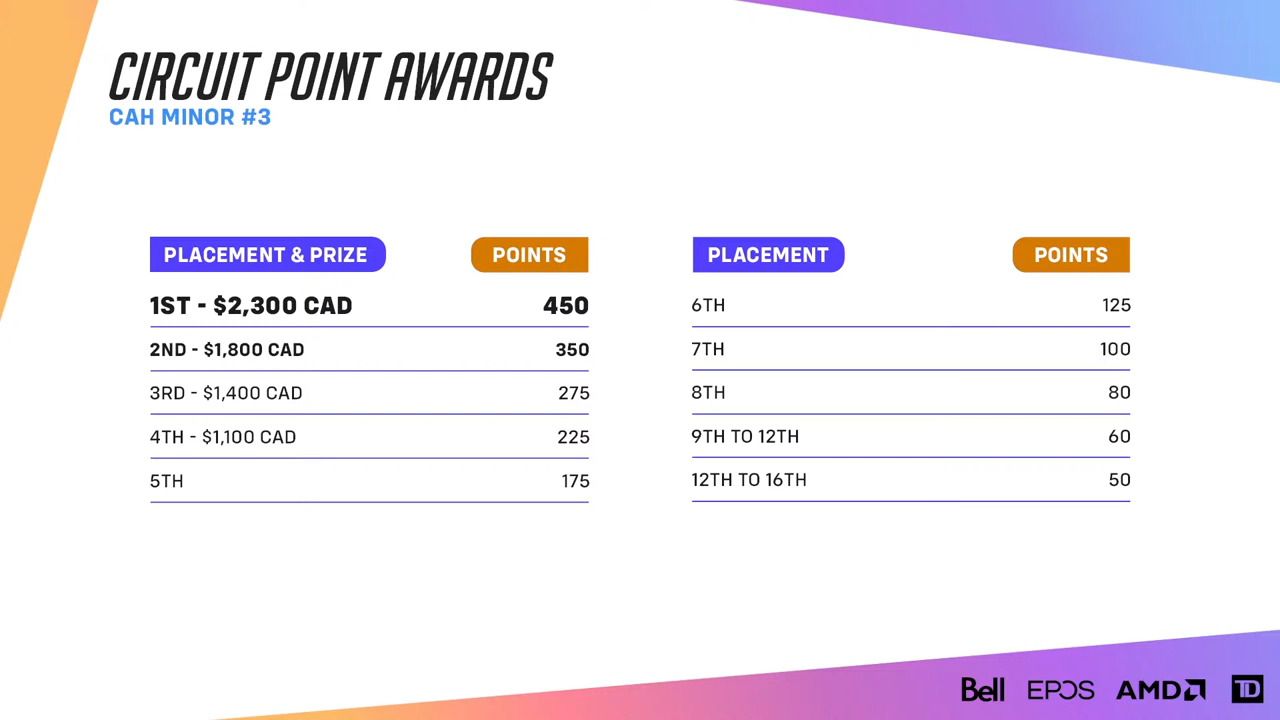 CIRCUIT POINT AWARDS
CAH MINOR #3
PLACEMENT & PRIZE POINTS
1ST - $2,300 CAD 450
2ND - $1,800 CAD 350
3RD - $1,400 CAD 275
4TH - $1,100 CAD 225
5TH 175
PLACEMENT POINTS
6TH 125
7TH 100
8TH 80
9TH TO 12TH 60
12TH TO 16TH 50
Bell EPOS AMD TD